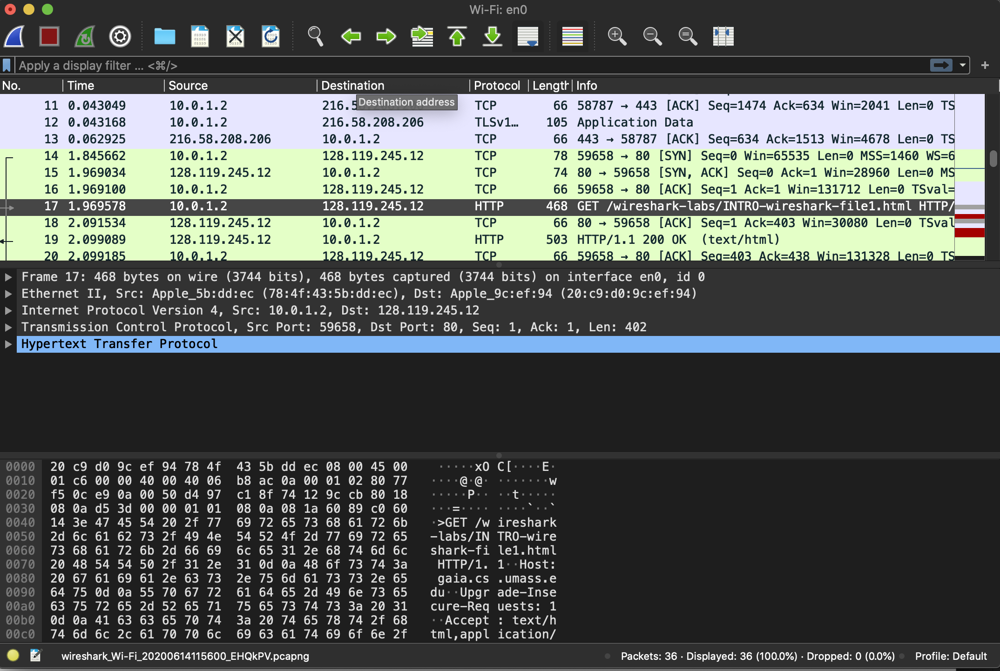 Wi-Fi: en0
Apply a display filter ... <⌘/>
No. Time Source Destination Protocol Length Info
Destination address
11 0.043049 10.0.1.2 216.5 TCP 66 58787 → 443 [ACK] Seq=1474 Ack=634 Win=2041 Len=0 TS
12 0.043168 10.0.1.2 216.58.208.206 TLSv1… 105 Application Data
13 0.062925 216.58.208.206 10.0.1.2 TCP 66 443 → 58787 [ACK] Seq=634 Ack=1513 Win=4678 Len=0 TS
14 1.845662 10.0.1.2 128.119.245.12 TCP 78 59658 → 80 [SYN] Seq=0 Win=65535 Len=0 MSS=1460 WS=6
15 1.969034 128.119.245.12 10.0.1.2 TCP 74 80 → 59658 [SYN, ACK] Seq=0 Ack=1 Win=28960 Len=0 MS
16 1.969100 10.0.1.2 128.119.245.12 TCP 66 59658 → 80 [ACK] Seq=1 Ack=1 Win=131712 Len=0 TSval=
17 1.969578 10.0.1.2 128.119.245.12 HTTP 468 GET /wireshark-labs/INTRO-wireshark-file1.html HTTP/
18 2.091534 128.119.245.12 10.0.1.2 TCP 66 80 → 59658 [ACK] Seq=1 Ack=403 Win=30080 Len=0 TSval
19 2.099089 128.119.245.12 10.0.1.2 HTTP 503 HTTP/1.1 200 OK  (text/html)
20 2.099185 10.0.1.2 128.119.245.12 TCP 66 59658 → 80 [ACK] Seq=403 Ack=438 Win=131328 Len=0 TS
Frame 17: 468 bytes on wire (3744 bits), 468 bytes captured (3744 bits) on interface en0, id 0
Ethernet II, Src: Apple_5b:dd:ec (78:4f:43:5b:dd:ec), Dst: Apple_9c:ef:94 (20:c9:d0:9c:ef:94)
Internet Protocol Version 4, Src: 10.0.1.2, Dst: 128.119.245.12
Transmission Control Protocol, Src Port: 59658, Dst Port: 80, Seq: 1, Ack: 1, Len: 402
Hypertext Transfer Protocol
0000 20 c9 d0 9c ef 94 78 4f 43 5b dd ec 08 00 45 00 ·····xO C[····E·
0010 01 c6 00 00 40 00 40 06 b8 ac 0a 00 01 02 80 77 ····@·@· ·······w
0020 f5 0c e9 0a 00 50 d4 97 c1 8f 74 12 9c cb 80 18 ·····P·· ··t·····
0030 08 0a d5 3d 00 00 01 01 08 0a 08 1a 60 89 c0 60 ···=···· ····`··`
0040 14 3e 47 45 54 20 2f 77 69 72 65 73 68 61 72 6b ·>GET /w ireshark
0050 2d 6c 61 62 73 2f 49 4e 54 52 4f 2d 77 69 72 65 -labs/IN TRO-wire
0060 73 68 61 72 6b 2d 66 69 6c 65 31 2e 68 74 6d 6c shark-fi le1.html
0070 20 48 54 54 50 2f 31 2e 31 0d 0a 48 6f 73 74 3a HTTP/1. 1··Host:
0080 20 67 61 69 61 2e 63 73 2e 75 6d 61 73 73 2e 65 gaia.cs .umass.e
0090 64 75 0d 0a 55 70 67 72 61 64 65 2d 49 6e 73 65 du··Upgr ade-Inse
00a0 63 75 72 65 2d 52 65 71 75 65 73 74 73 3a 20 31 cure-Req uests: 1
00b0 0d 0a 41 63 63 65 70 74 3a 20 74 65 78 74 2f 68 ··Accept : text/h
00c0 74 6d 6c 2c 61 70 70 6c 69 63 61 74 69 6f 6e 2f tml,appl ication/
wireshark_Wi-Fi_20200614115600_EHQkPV.pcapng Packets: 36 · Displayed: 36 (100.0%) · Dropped: 0 (0.0%) Profile: Default